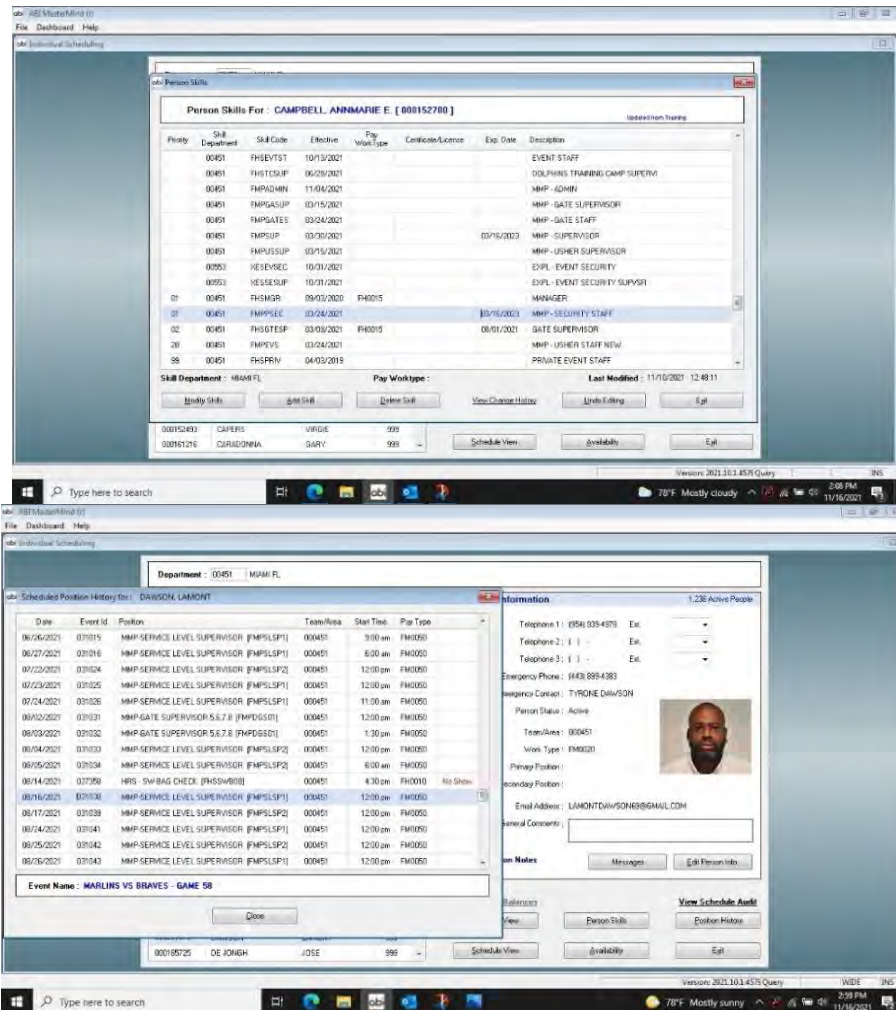 abi ABI MasterMind (r)
File Dashboard Help
abi Individual Scheduling
abi Person Skills
Person Skills For : CAMPBELL, ANNMARIE E. [ 000152700 ]
Updated from Training
Priority Skill Department Skill Code Effective Pay WorkType Certificate/Licence Exp. Date Description
00451 FHSEVTST 10/13/2021 EVENT STAFF
00451 FHSTCSUP 06/29/2021 DOLPHINS TRAINING CAMP SUPERVI
00451 FMPADMIN 11/04/2021 MMP - ADMIN
00451 FMPGASUP 03/15/2021 MMP - GATE SUPERVISOR
00451 FMPGATES 03/24/2021 MMP - GATE STAFF
00451 FMPSUP 03/30/2021 03/16/2023 MMP - SUPERVISOR
00451 FMPUSSUP 03/15/2021 MMP - USHER SUPERVISOR
00553 XESEVSEC 10/31/2021 EXPL - EVENT SECURITY
00553 XESSESUP 10/31/2021 EXPL - EVENT SECURITY SUPVSR
01 00451 FHSMGR 09/03/2020 FH0015 MANAGER
01 00451 FMPPSEC 03/24/2021 03/16/2023 MMP - SECURITY STAFF
02 00451 FHSGTESP 03/03/2021 FH0015 08/01/2021 GATE SUPERVISOR
20 00451 FMPEVS 03/24/2021 MMP - USHER STAFF NEW
99 00451 FHSPRIV 04/03/2019 PRIVATE EVENT STAFF
Skill Department : MIAMI FL Pay Worktype : Last Modified : 11/10/2021 12:48:11
Modify Skills Add Skill Delete Skill View Change History Undo Editing Exit
000152493 CAPERS VIRGIE 999
000161216 CARADONNA GARY 999
Schedule View Availability Exit
Version: 2021.10.1.457I Query INS
Type here to search
78°F Mostly cloudy 2:08 PM
11/16/2021
abi ABI MasterMind (r)
File Dashboard Help
abi Individual Scheduling
Department : 00451 MIAMI FL
abi Scheduled Position History for : DAWSON, LAMONT
Date Event Id Position Team/Area Start Time Pay Type
06/26/2021 031015 MMP-SERVICE LEVEL SUPERVISOR [FMPSLSP1] 000451 9:00 am FM0050
06/27/2021 031016 MMP-SERVICE LEVEL SUPERVISOR [FMPSLSP1] 000451 6:00 am FM0050
07/22/2021 031024 MMP-SERVICE LEVEL SUPERVISOR [FMPSLSP2] 000451 12:00 pm FM0050
07/23/2021 031025 MMP-SERVICE LEVEL SUPERVISOR [FMPSLSP1] 000451 12:00 pm FM0050
07/24/2021 031026 MMP-SERVICE LEVEL SUPERVISOR [FMPSLSP1] 000451 11:00 am FM0050
08/02/2021 031031 MMP-GATE SUPERVISOR 5,6,7,8 [FMPDGS01] 000451 12:00 pm FM0050
08/03/2021 031032 MMP-GATE SUPERVISOR 5,6,7,8 [FMPDGS01] 000451 1:30 pm FM0050
08/04/2021 031033 MMP-SERVICE LEVEL SUPERVISOR [FMPSLSP2] 000451 12:00 pm FM0050
08/05/2021 031034 MMP-SERVICE LEVEL SUPERVISOR [FMPSLSP2] 000451 6:00 am FM0050
08/14/2021 037358 HRS - SW BAG CHECK [FHSSWB08] 000451 4:30 pm FH0010 No Show
08/16/2021 031038 MMP-SERVICE LEVEL SUPERVISOR [FMPSLSP1] 000451 12:00 pm FM0050
08/17/2021 031039 MMP-SERVICE LEVEL SUPERVISOR [FMPSLSP2] 000451 12:00 pm FM0050
08/24/2021 031041 MMP-SERVICE LEVEL SUPERVISOR [FMPSLSP1] 000451 12:00 pm FM0050
08/25/2021 031042 MMP-SERVICE LEVEL SUPERVISOR [FMPSLSP2] 000451 12:00 pm FM0050
08/26/2021 031043 MMP-SERVICE LEVEL SUPERVISOR [FMPSLSP1] 000451 12:00 pm FM0050
Event Name : MARLINS VS BRAVES - GAME 58
Close
Information 1,236 Active People
Telephone 1 : (954) 939-4978 Ext.
Telephone 2 : ( ) - Ext.
Telephone 3 : ( ) - Ext.
Emergency Phone : (443) 899-4383
Emergency Contact : TYRONE DAWSON
Person Status : Active
Team/Area : 000451
Work Type : FM0020
Primary Position :
Secondary Position :
Email Address : LAMONTDAWSON69@GMAIL.COM
General Comments :
on Notes Messages Edit Person Info
Balances View Schedule Audit
View Person Skills Position History
000185725 DE JONGH JOSE 999
Schedule View Availability Exit
Version: 2021.10.1.457I Query WIDE INS
Type here to search
78°F Mostly sunny 2:59 PM
11/16/2021